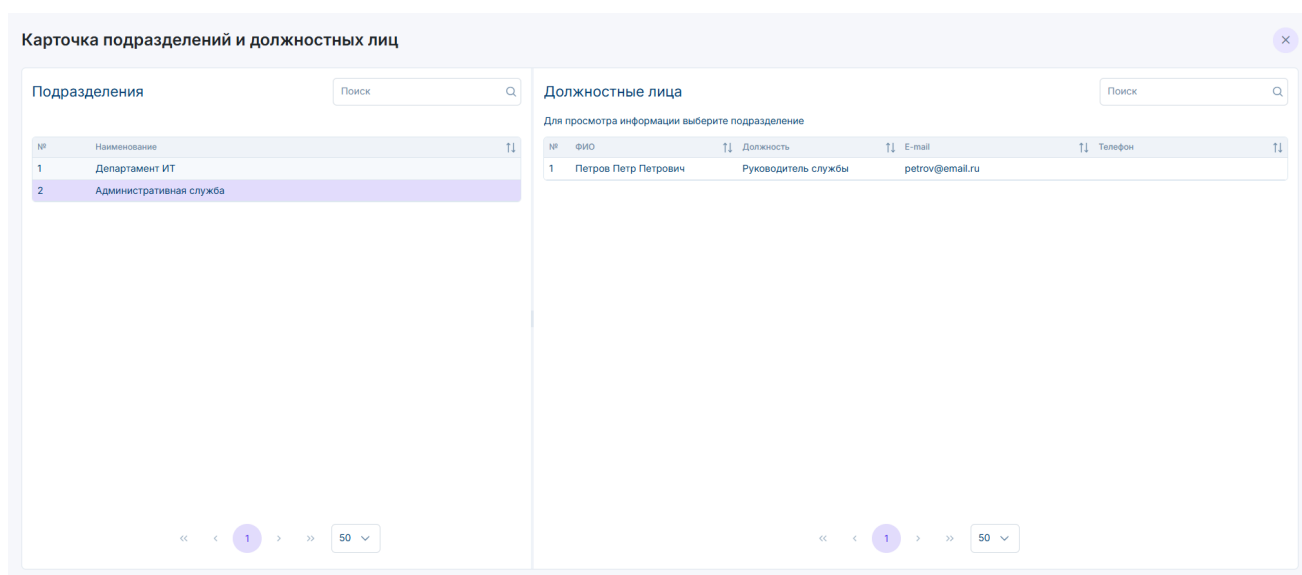 Карточка подразделений и должностных лиц
Подразделения
Поиск
№ Наименование
1 Департамент ИТ
2 Административная служба
1 50
Должностные лица
Поиск
Для просмотра информации выберите подразделение
№ ФИО Должность E-mail Телефон
1 Петров Петр Петрович Руководитель службы petrov@email.ru
1 50